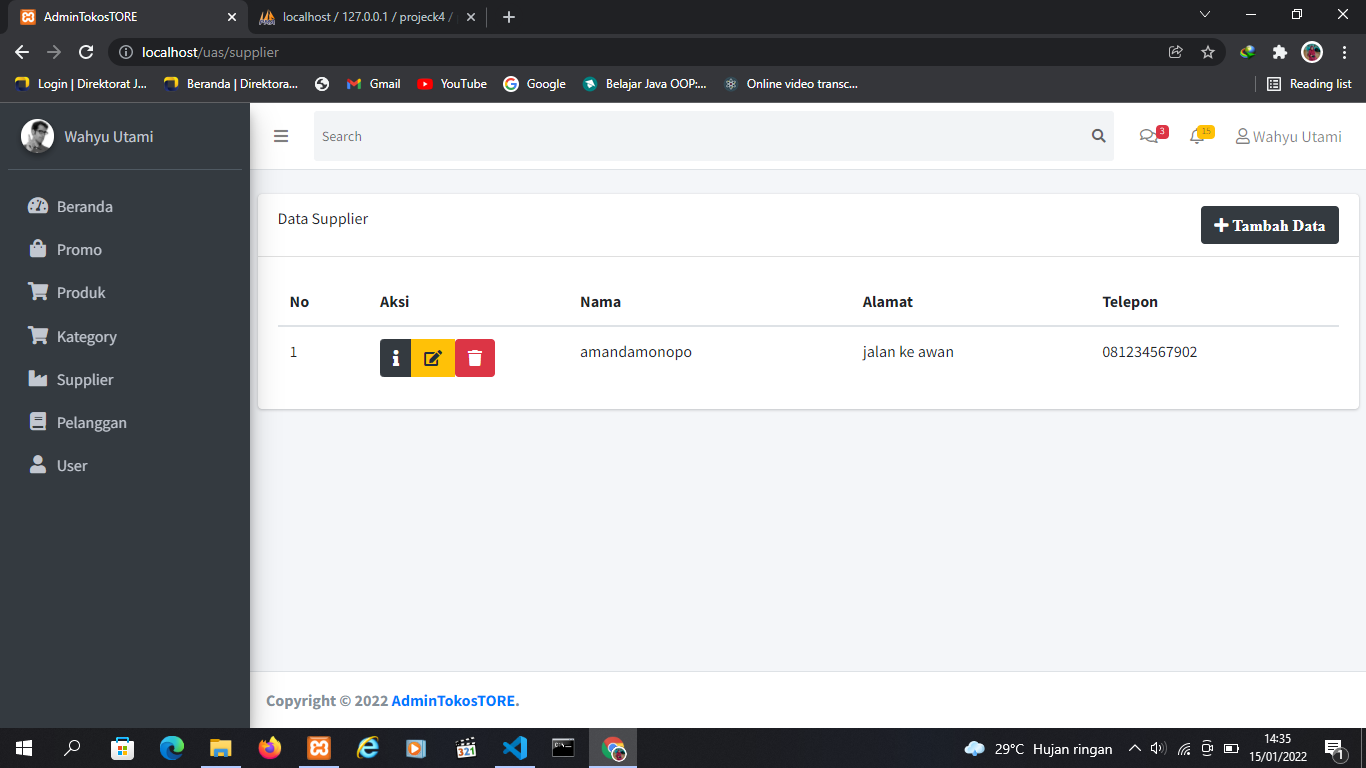 AdminTokosTORE
localhost / 127.0.0.1 / projeck4 /
localhost/uas/supplier
Login | Direktorat J...
Beranda | Direktora...
Gmail
YouTube
Google
Belajar Java OOP:...
Online video transc...
Reading list
Wahyu Utami
Search
3
15
Wahyu Utami
Beranda
Promo
Produk
Kategory
Supplier
Pelanggan
User
Data Supplier
Tambah Data
No Aksi Nama Alamat Telepon
1 amandamonopo jalan ke awan 081234567902
Copyright © 2022 AdminTokosTORE.
321
29°C Hujan ringan
14:35
15/01/2022
1